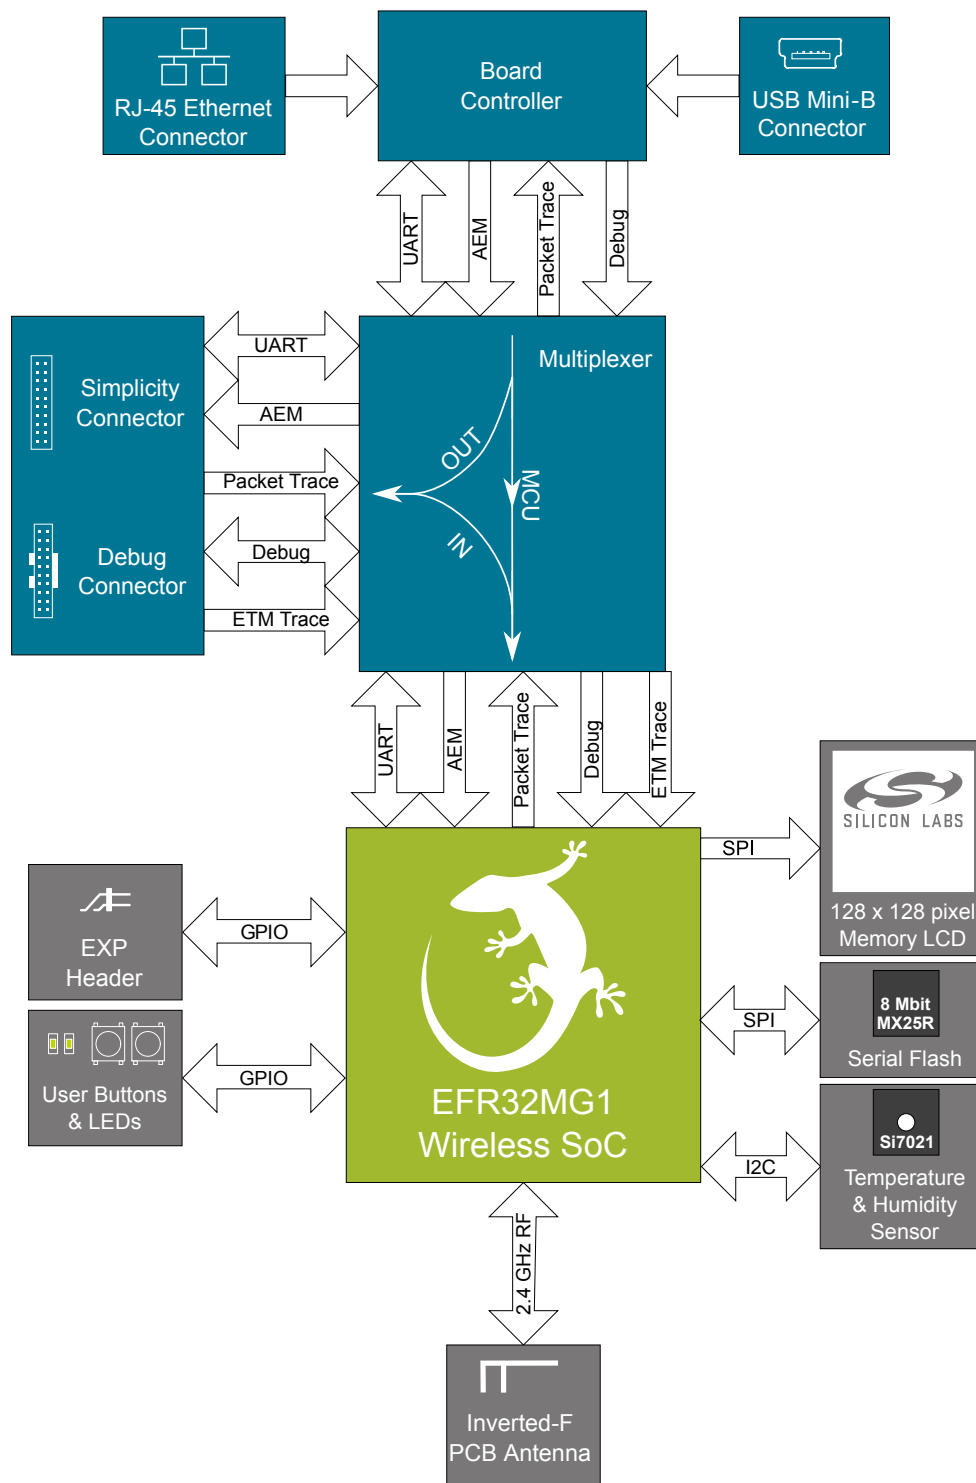 RJ-45 Ethernet
Connector
Board
Controller
USB Mini-B
Connector
UART
AEM
Packet Trace
Debug
Simplicity
Connector
Debug
Connector
UART
AEM
Packet Trace
Debug
ETM Trace
Multiplexer
OUT
MCU
IN
UART
AEM
Packet Trace
Debug
ETM Trace
SILICON LABS
128 x 128 pixel
Memory LCD
SPI
EXP
Header
GPIO
User Buttons
& LEDs
GPIO
EFR32MG1
Wireless SoC
SPI
8 Mbit
MX25R
Serial Flash
I2C
Si7021
Temperature
& Humidity
Sensor
2.4 GHz RF
Inverted-F
PCB Antenna